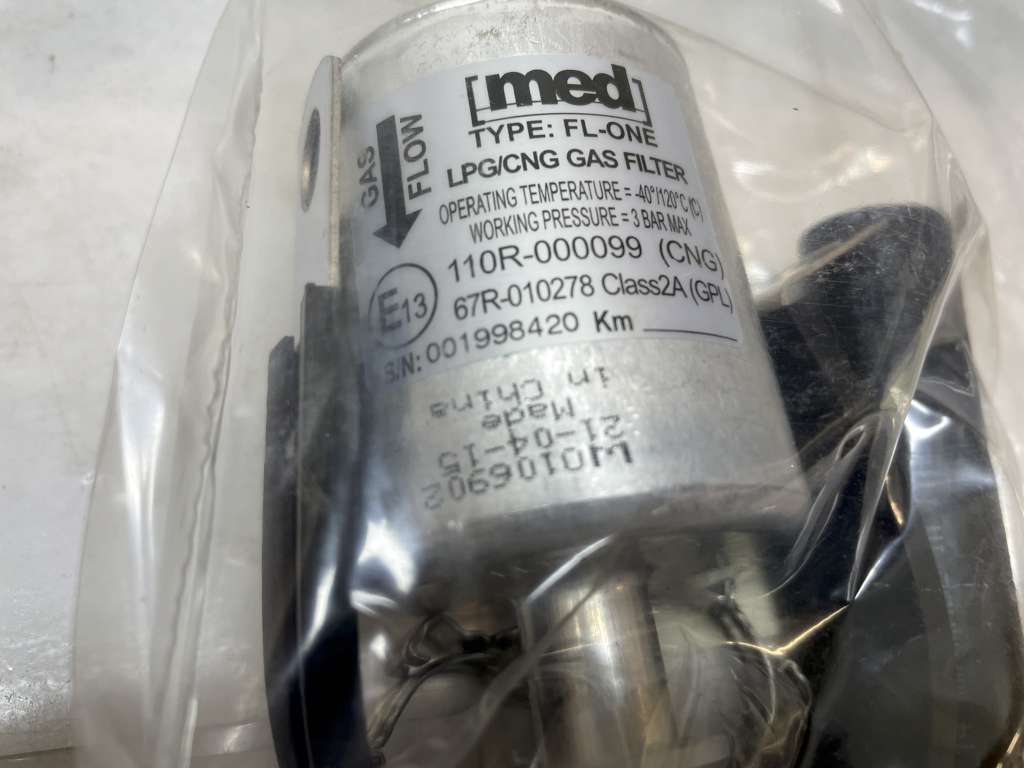 [med]
TYPE: FL-ONE
LPG/CNG GAS FILTER
OPERATING TEMPERATURE = -40°/120°C (C)
WORKING PRESSURE = 3 BAR MAX
110R-000099 (CNG)
67R-010278 Class2A (GPL)
S/N: 001998420 Km
GAS FLOW
E13
W0106902
21-04-15
Made
in China